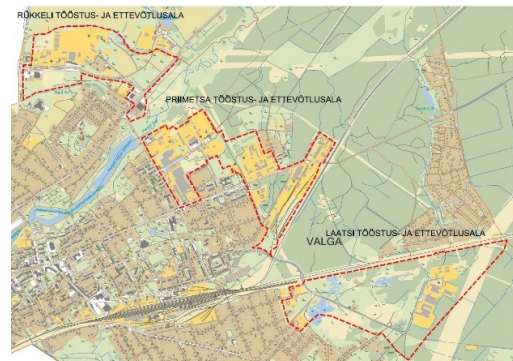 RÜKKELI TÖÖSTUS- JA ETTEVÕTLUSALA
PRIIMETSA TÖÖSTUS- JA ETTEVÕTLUSALA
LAATSI TÖÖSTUS- JA ETTEVÕTLUSALA
VALGA